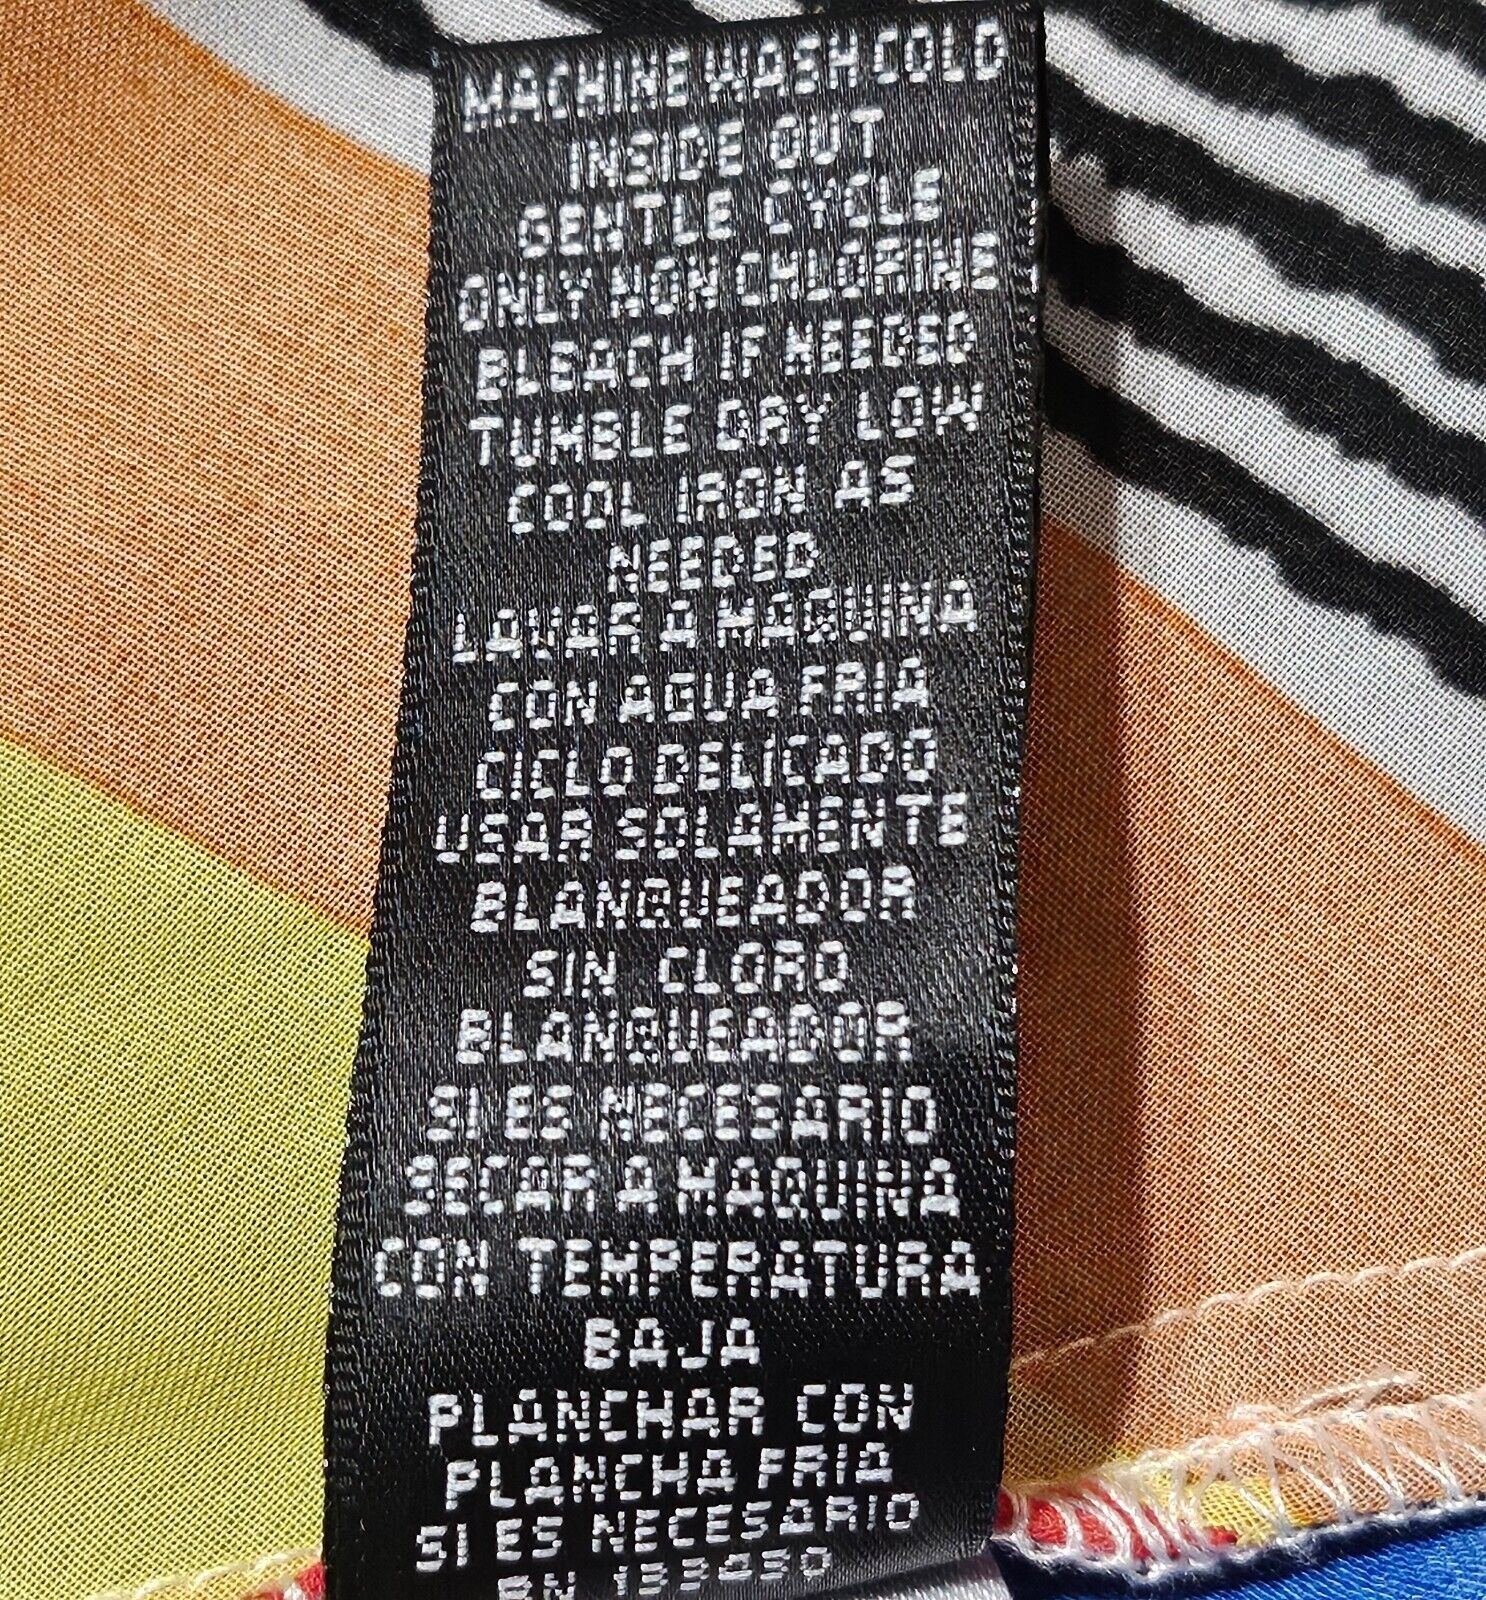 MACHINE WASH COLD
INSIDE OUT
GENTLE CYCLE
ONLY NON CHLORINE
BLEACH IF NEEDED
TUMBLE DRY LOW
COOL IRON AS
NEEDED
LAVAR A MAQUINA
CON AGUA FRIA
CICLO DELICADO
USAR SOLAMENTE
BLANQUEADOR
SIN CLORO
BLANQUEADOR
SI ES NECESARIO
SECAR A MAQUINA
CON TEMPERATURA
BAJA
PLANCHAR CON
PLANCHA FRIA
SI ES NECESARIO
RN